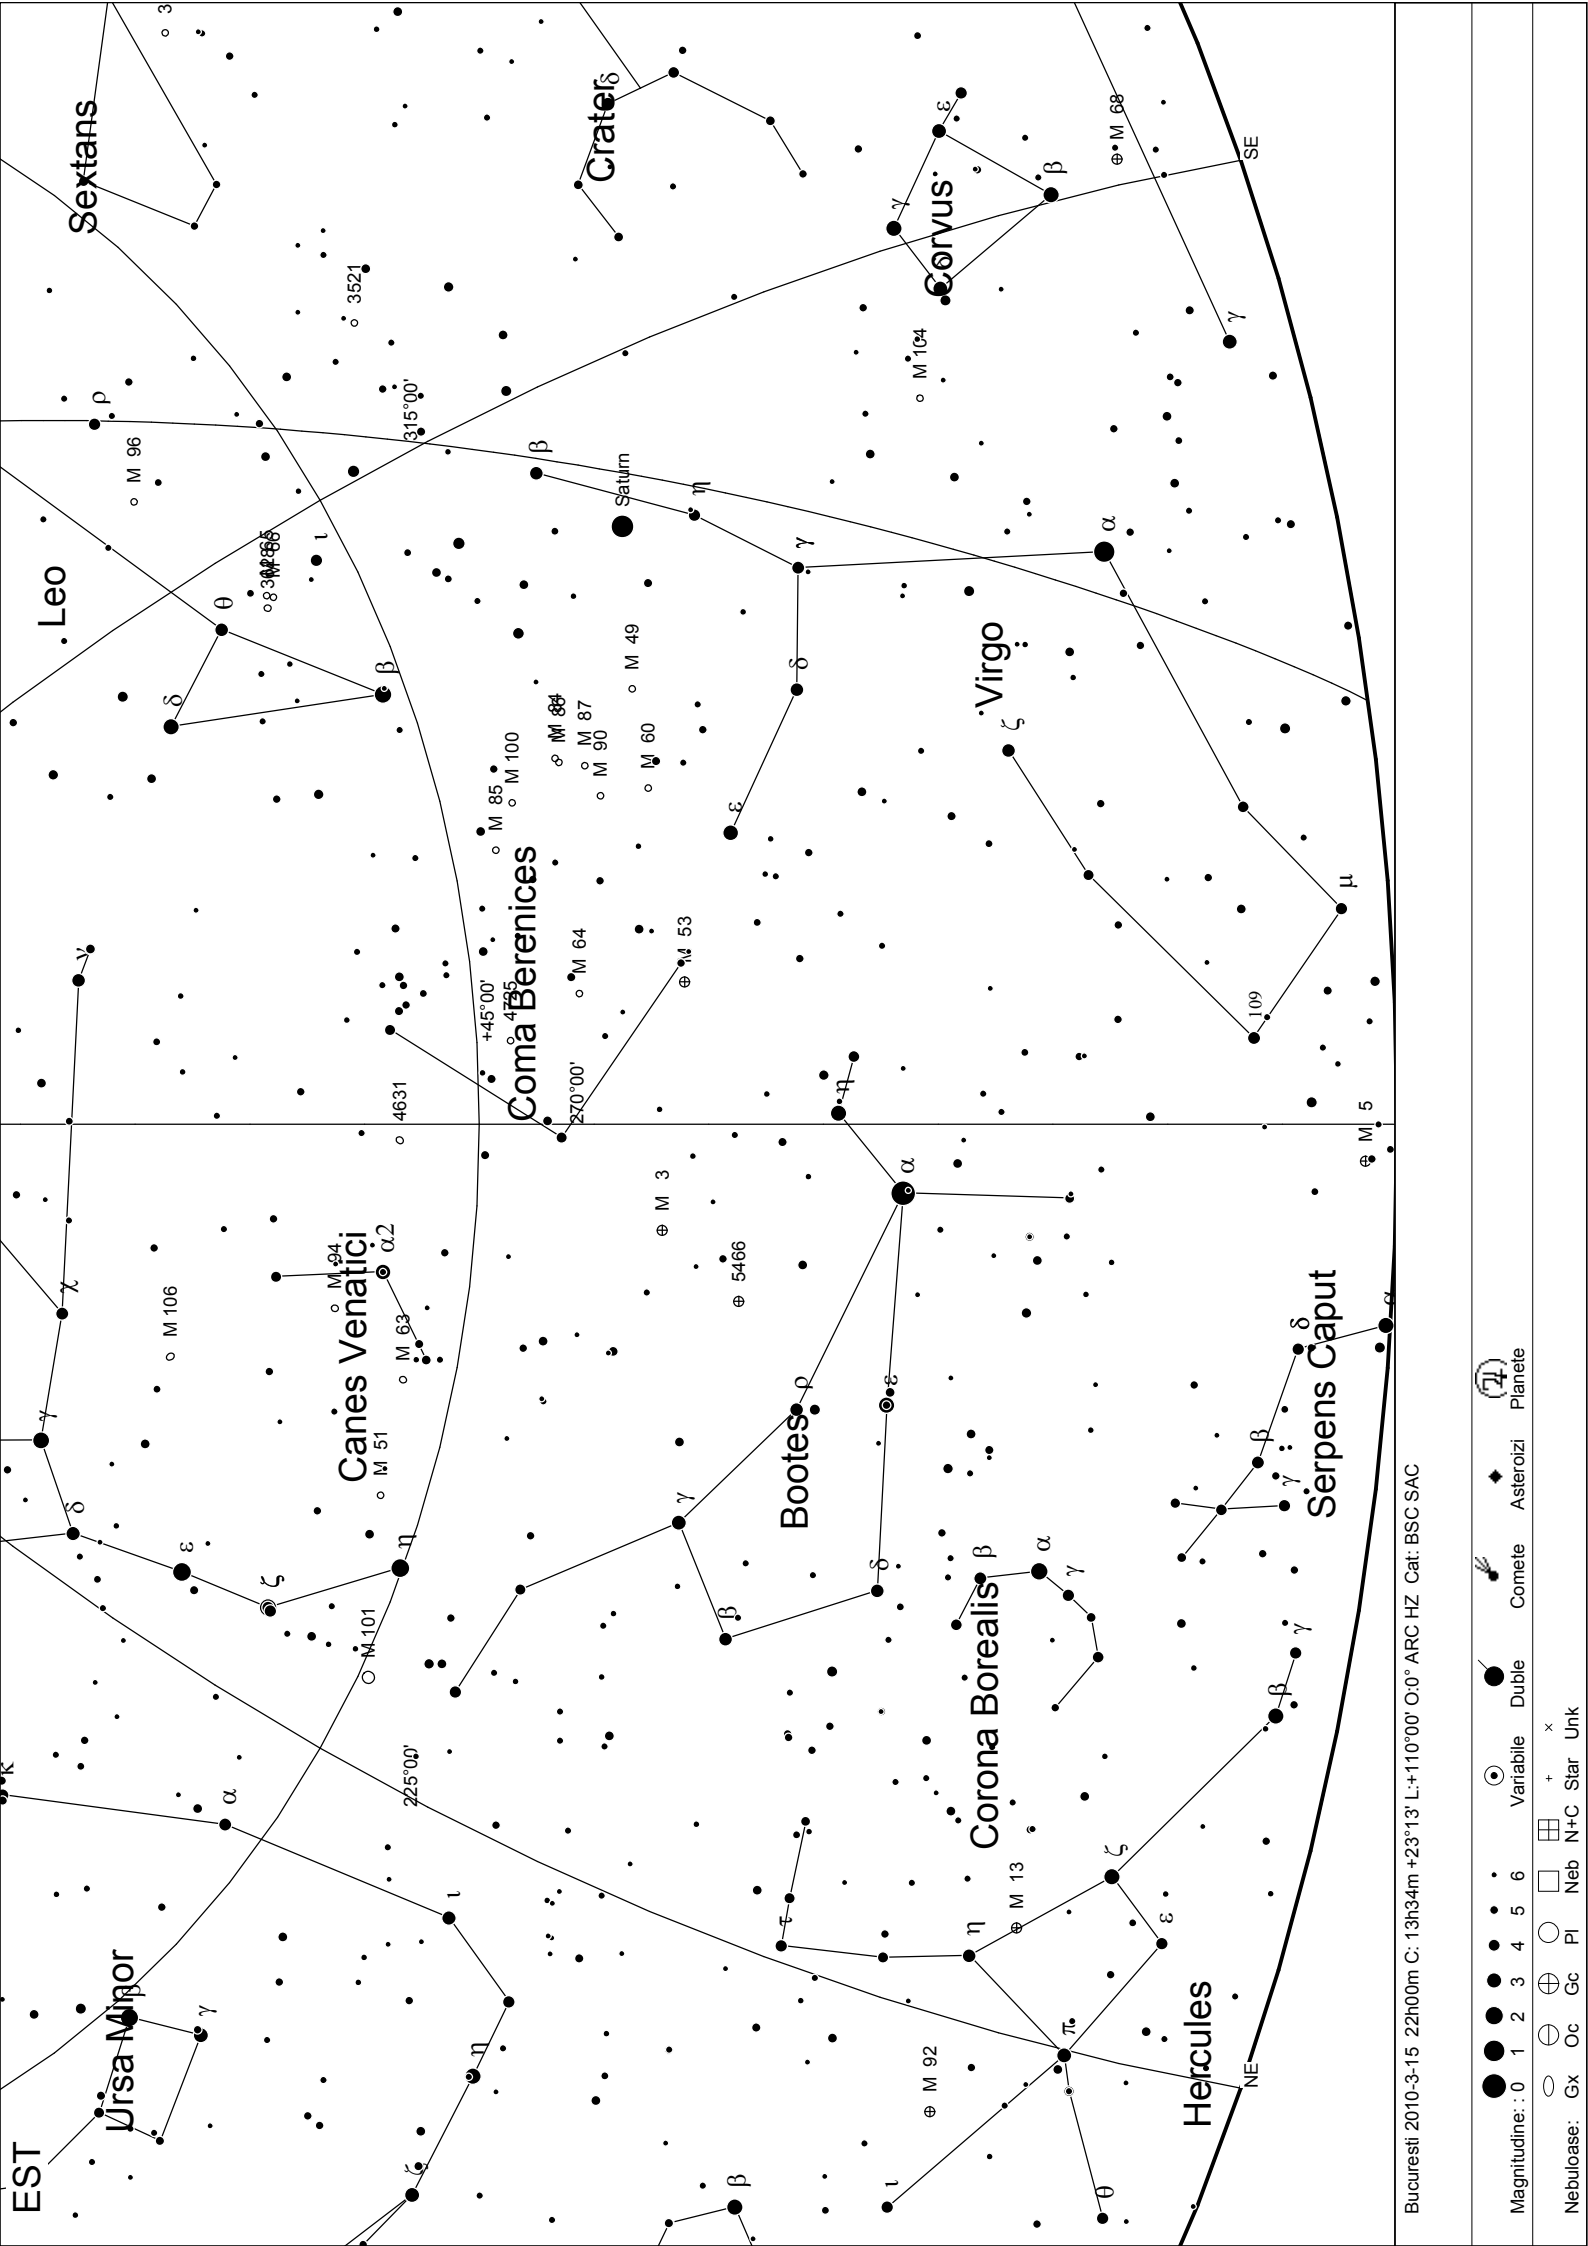 EST
Ursa Minor
β
γ
κ
α
ι
η
ζ
β
225°00'
M 101
ζ
ε
δ
γ
χ
ν
η
M 51
Canes Venatici
M 63
M 94
α2
M 106
4631
+45°00'
4725
Coma Berenices
270°00'
M 64
M 53
M 85
M 100
M 86
M 87
M 90
M 60
M 49
Leo
δ
θ
β
ι
M 96
ρ
3521
315°00'
Sextans
3
Crater
δ
Corvus
ε
γ
β
M 68
SE
γ
M 104
Saturn
β
η
γ
δ
ε
α
Virgo
ζ
μ
109
M 5
M 3
5466
Bootes
η
α
ρ
ε
γ
β
δ
Serpens Caput
α
δ
β
γ
Corona Borealis
β
α
γ
Hercules
γ
β
ζ
ε
η
π
τ
ι
θ
M 13
M 92
NE
Bucuresti 2010-3-15 22h00m C: 13h34m +23°13' L:+110°00' O:0° ARC HZ Cat: BSC SAC
Magnitudine: : 0 1 2 3 4 5 6 Variabile Duble Comete Asteroizi Planete
Nebuloase: Gx Oc Gc Pl Neb N+C Star Unk